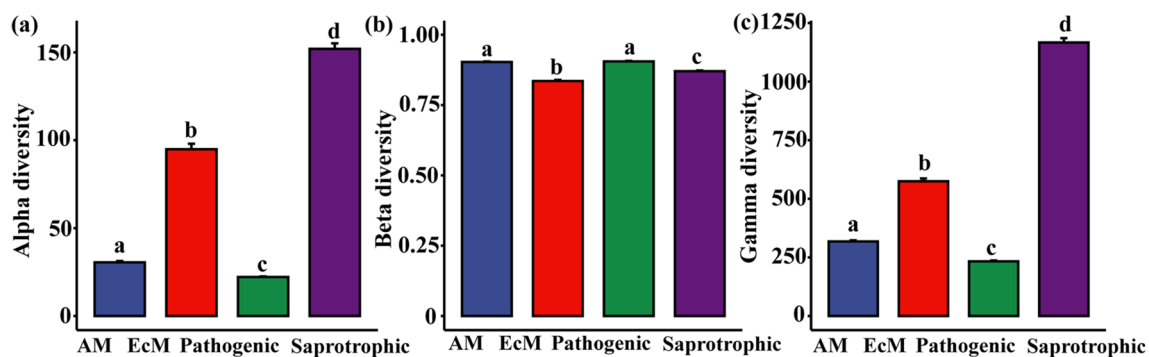 (a)
Alpha diversity
150
100
50
0
a
b
c
d
AM EcM Pathogenic Saprotrophic
(b)
Beta diversity
1.00
0.75
0.50
0.25
0
a
b
a
c
AM EcM Pathogenic Saprotrophic
(c)
Gamma diversity
1250
1000
750
500
250
0
a
b
c
d
AM EcM Pathogenic Saprotrophic